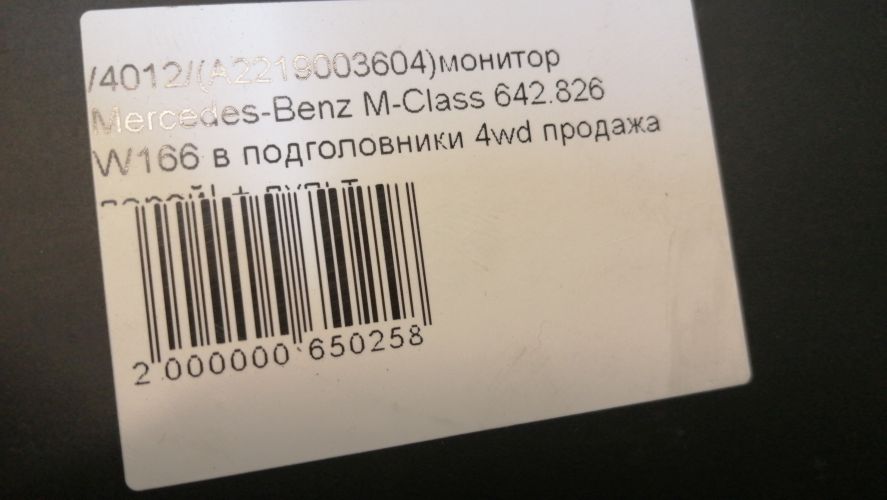 /4012/(A2219003604)монитор
Mercedes-Benz M-Class 642.826
W166 в подголовники 4wd продажа
2 000000 650258